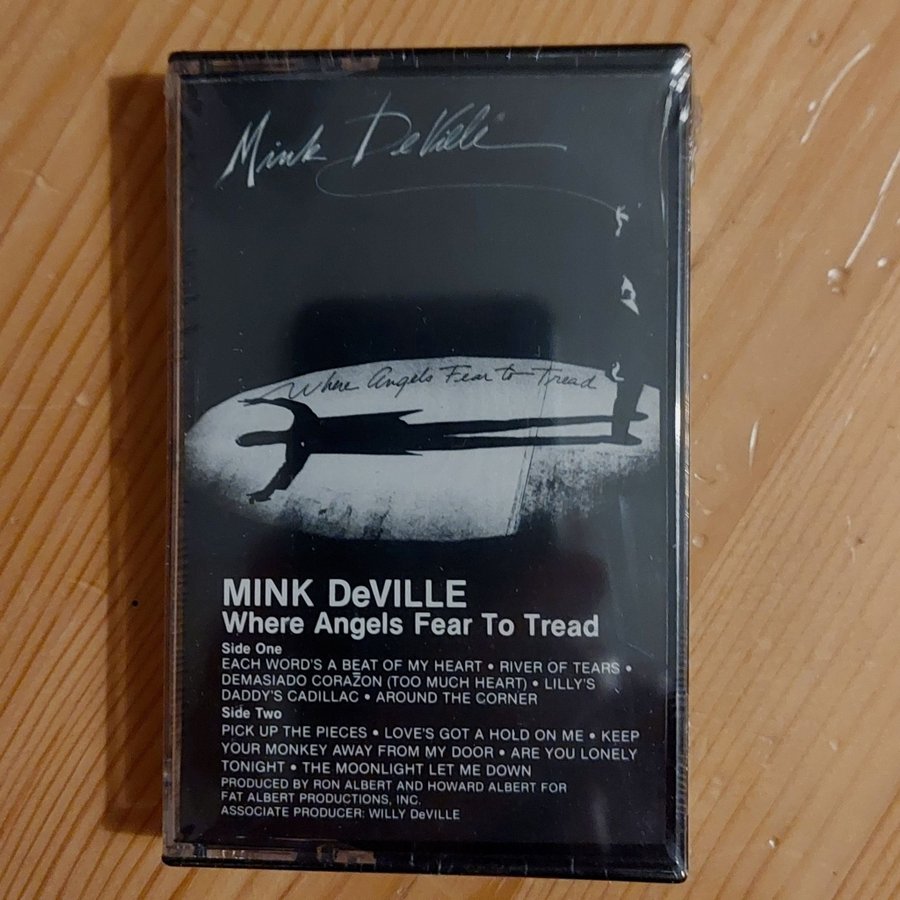 Mink DeVille
Where Angels Fear to Tread
MINK DeVILLE
Where Angels Fear To Tread
Side One
EACH WORD'S A BEAT OF MY HEART • RIVER OF TEARS •
DEMASIADO CORAZON (TOO MUCH HEART) • LILLY'S
DADDY'S CADILLAC • AROUND THE CORNER
Side Two
PICK UP THE PIECES • LOVE'S GOT A HOLD ON ME • KEEP
YOUR MONKEY AWAY FROM MY DOOR • ARE YOU LONELY
TONIGHT • THE MOONLIGHT LET ME DOWN
PRODUCED BY RON ALBERT AND HOWARD ALBERT FOR
FAT ALBERT PRODUCTIONS, INC.
ASSOCIATE PRODUCER: WILLY DeVILLE